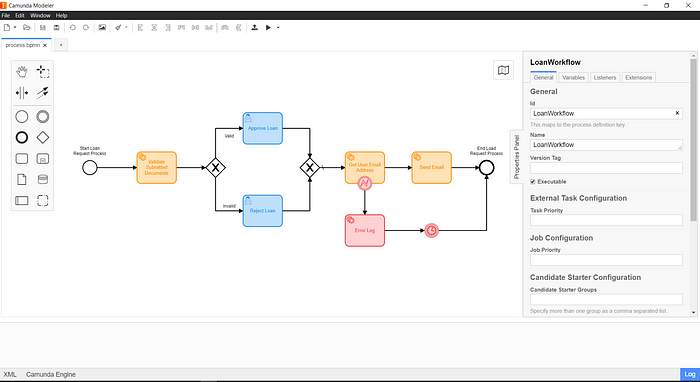 Camunda Modeler
File Edit Window Help
process.bpmn
Start Loan
Request Process
Validate
Submitted
Documents
Valid
Invalid
Approve Loan
Reject Loan
Get User Email
Address
Send Email
Error Log
End Load
Request Process
Properties Panel
LoanWorkflow
General Variables Listeners Extensions
General
Id
LoanWorkflow
This maps to the process definition key.
Name
LoanWorkflow
Version Tag
Executable
External Task Configuration
Task Priority
Job Configuration
Job Priority
Candidate Starter Configuration
Candidate Starter Groups
Specify more than one group as a comma separated list.
XML Camunda Engine
Log